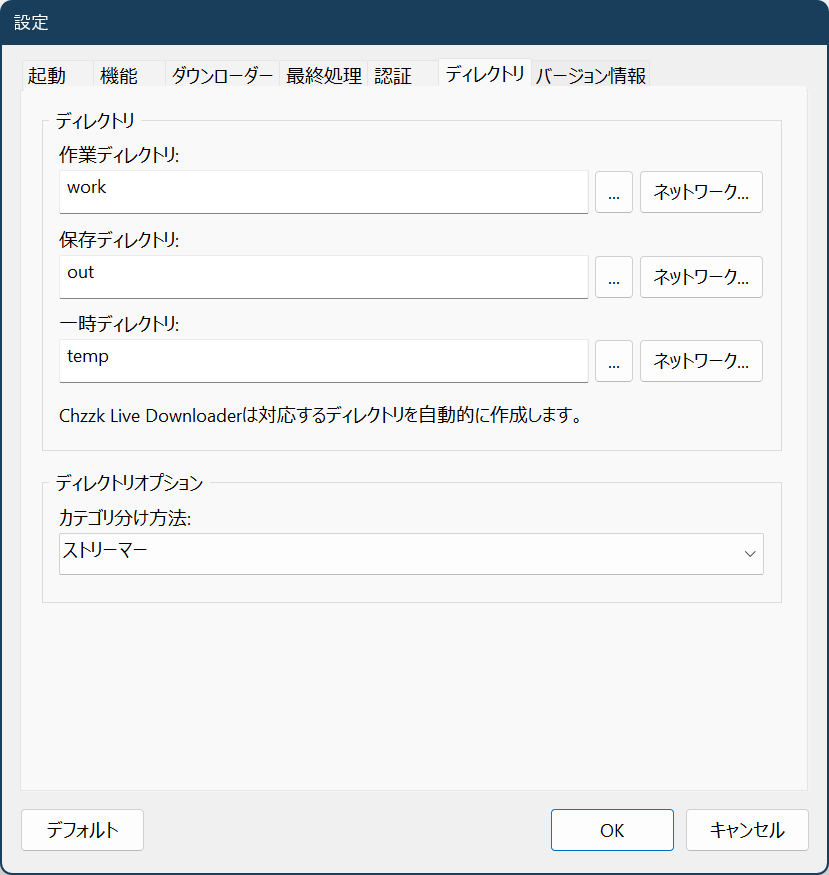 設定
起動 機能 ダウンローダー 最終処理 認証 ディレクトリ バージョン情報
ディレクトリ
作業ディレクトリ:
work ... ネットワーク...
保存ディレクトリ:
out ... ネットワーク...
一時ディレクトリ:
temp ... ネットワーク...
Chzzk Live Downloaderは対応するディレクトリを自動的に作成します。
ディレクトリオプション
カテゴリ分け方法:
ストリーマー
デフォルト OK キャンセル